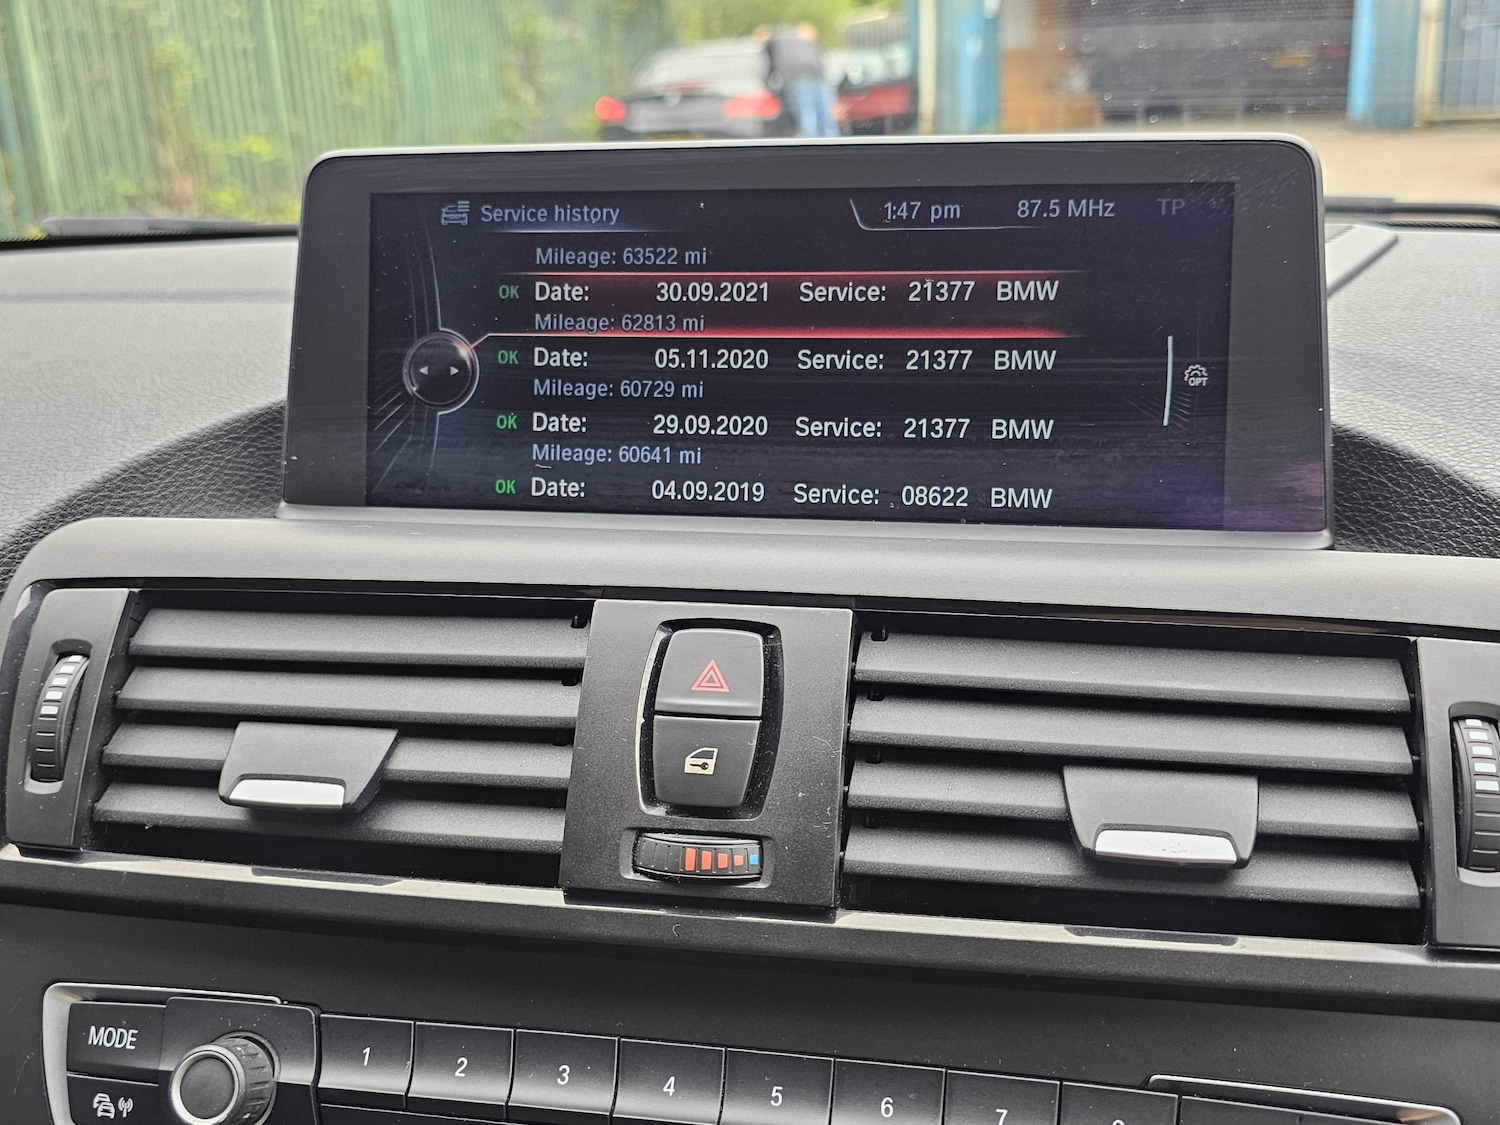 Service history 1:47 pm 87.5 MHz TP
Mileage: 63522 mi
OK Date: 30.09.2021 Service: 21377 BMW
Mileage: 62813 mi
OK Date: 05.11.2020 Service: 21377 BMW
Mileage: 60729 mi
OK Date: 29.09.2020 Service: 21377 BMW
Mileage: 60641 mi
OK Date: 04.09.2019 Service: 08622 BMW
OPT
MODE
1 2 3 4 5 6 7 8